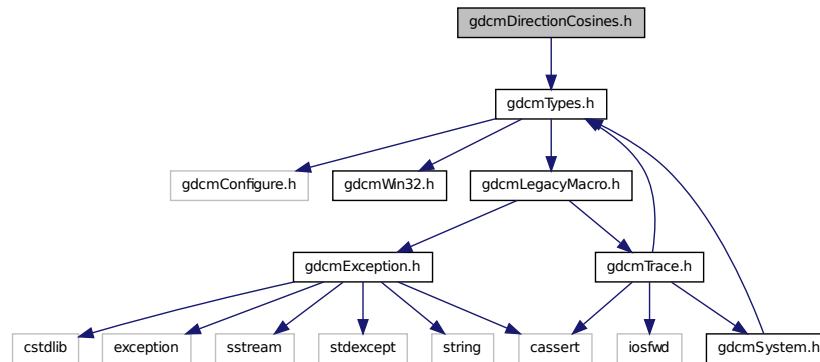 gdcmDirectionCosines.h
gdcmTypes.h
gdcmConfigure.h
gdcmWin32.h
gdcmLegacyMacro.h
gdcmException.h
gdcmTrace.h
cstdlib
exception
sstream
stdexcept
string
cassert
iosfwd
gdcmSystem.h